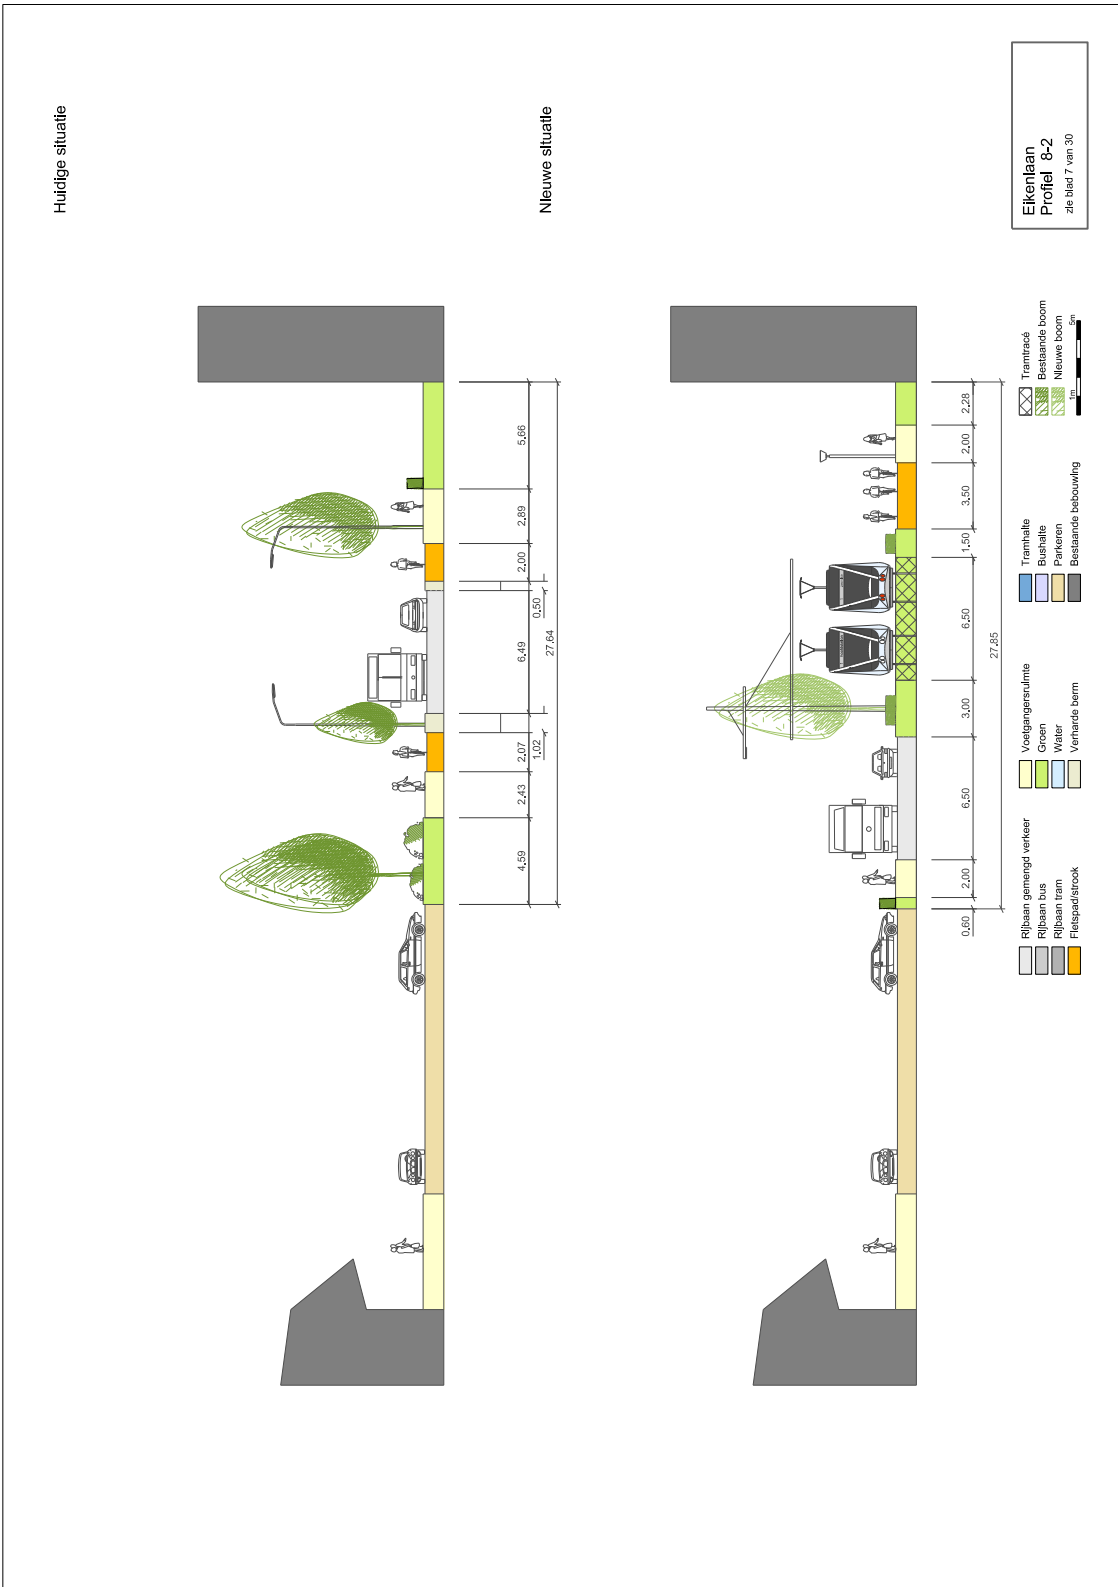 Huidige situatie
5.66
2.89
2.00
0.50
6.49
27.64
2.07
1.02
2.43
4.59
Nieuwe situatie
2.28
2.00
3.50
1.50
6.50
27.85
3.00
6.50
2.00
0.60
Eikenlaan
Profiel 8-2
zie blad 7 van 30
Rijbaan gemengd verkeer
Rijbaan bus
Rijbaan tram
Fietspad/strook
Voetgangersruimte
Groen
Water
Verharde berm
Tramhalte
Bushalte
Parkeren
Bestaande bebouwing
Tramtracé
Bestaande boom
Nieuwe boom
1m
5m